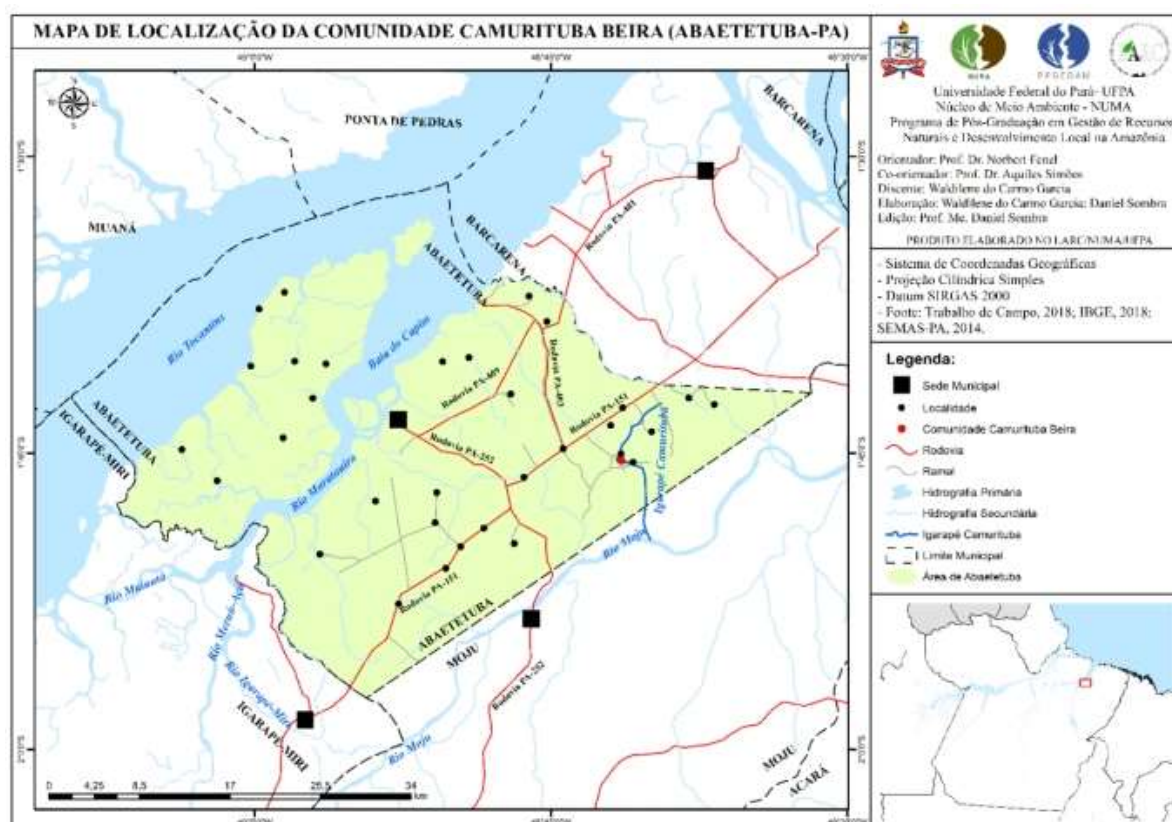 MAPA DE LOCALIZAÇÃO DA COMUNIDADE CAMURITUBA BEIRA (ABAETETUBA-PA)
Universidade Federal do Pará- UFPA
Núcleo de Meio Ambiente - NUMA
Programa de Pós-Graduação em Gestão de Recursos
Naturais e Desenvolvimento Local na Amazônia
Orientador: Prof. Dr. Norbert Fenzl
Co-orientador: Prof. Dr. Aquiles Simões
Discente: Waldilene do Carmo Garcia
Elaboração: Waldilene do Carmo Garcia; Daniel Sombra
Edição: Prof. Me. Daniel Sombra
PRODUTO ELABORADO NO LARC/NUMA/UFPA
- Sistema de Coordenadas Geográficas
- Projeção Cilíndrica Simples
- Datum SIRGAS 2000
- Fonte: Trabalho de Campo, 2018; IBGE, 2018;
SEMAS-PA, 2014.
Legenda:
Sede Municipal
Localidade
Comunidade Camurituba Beira
Rodovia
Ramal
Hidrografia Primária
Hidrografia Secundária
Igarapé Camurituba
Limite Municipal
Área de Abaetetuba
PONTA DE PEDRAS
BARCARENA
MUANÁ
BARCARENA
ABAETETUBA
Rodovia PA-481
Rio Tocantins
Baía do Capim
Rodovia PA-409
Rodovia PA-403
Rodovia PA-151
ABAETETUBA
IGARAPÉ-MIRI
Rodovia PA-252
Igarapé Camurituba
Rio Maratauíra
Rio Moju
Rodovia PA-151
ABAETETUBA
MOJU
Rio Igarapé-Miri
IGARAPÉ-MIRI
Rodovia PA-252
Rio Moju
MOJU
ACARÁ
0 4,25 8,5 17 25,5 34
km